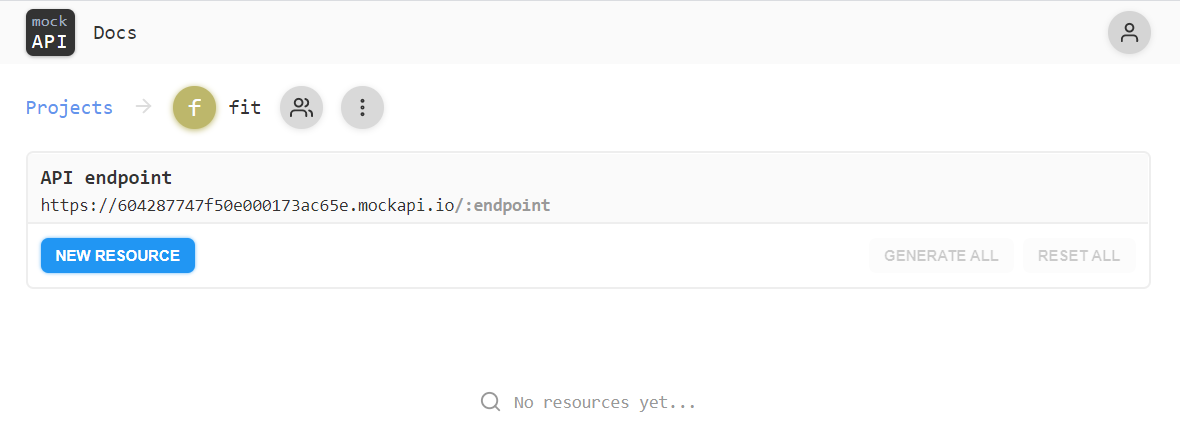 mock
API
Docs
Projects f fit
API endpoint
https://604287747f50e000173ac65e.mockapi.io/:endpoint
NEW RESOURCE GENERATE ALL RESET ALL
No resources yet...